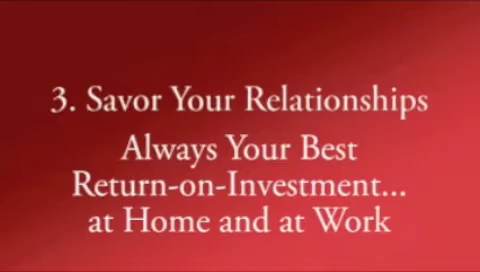 3. Savor Your Relationships
Always Your Best
Return-on-Investment...
at Home and at Work